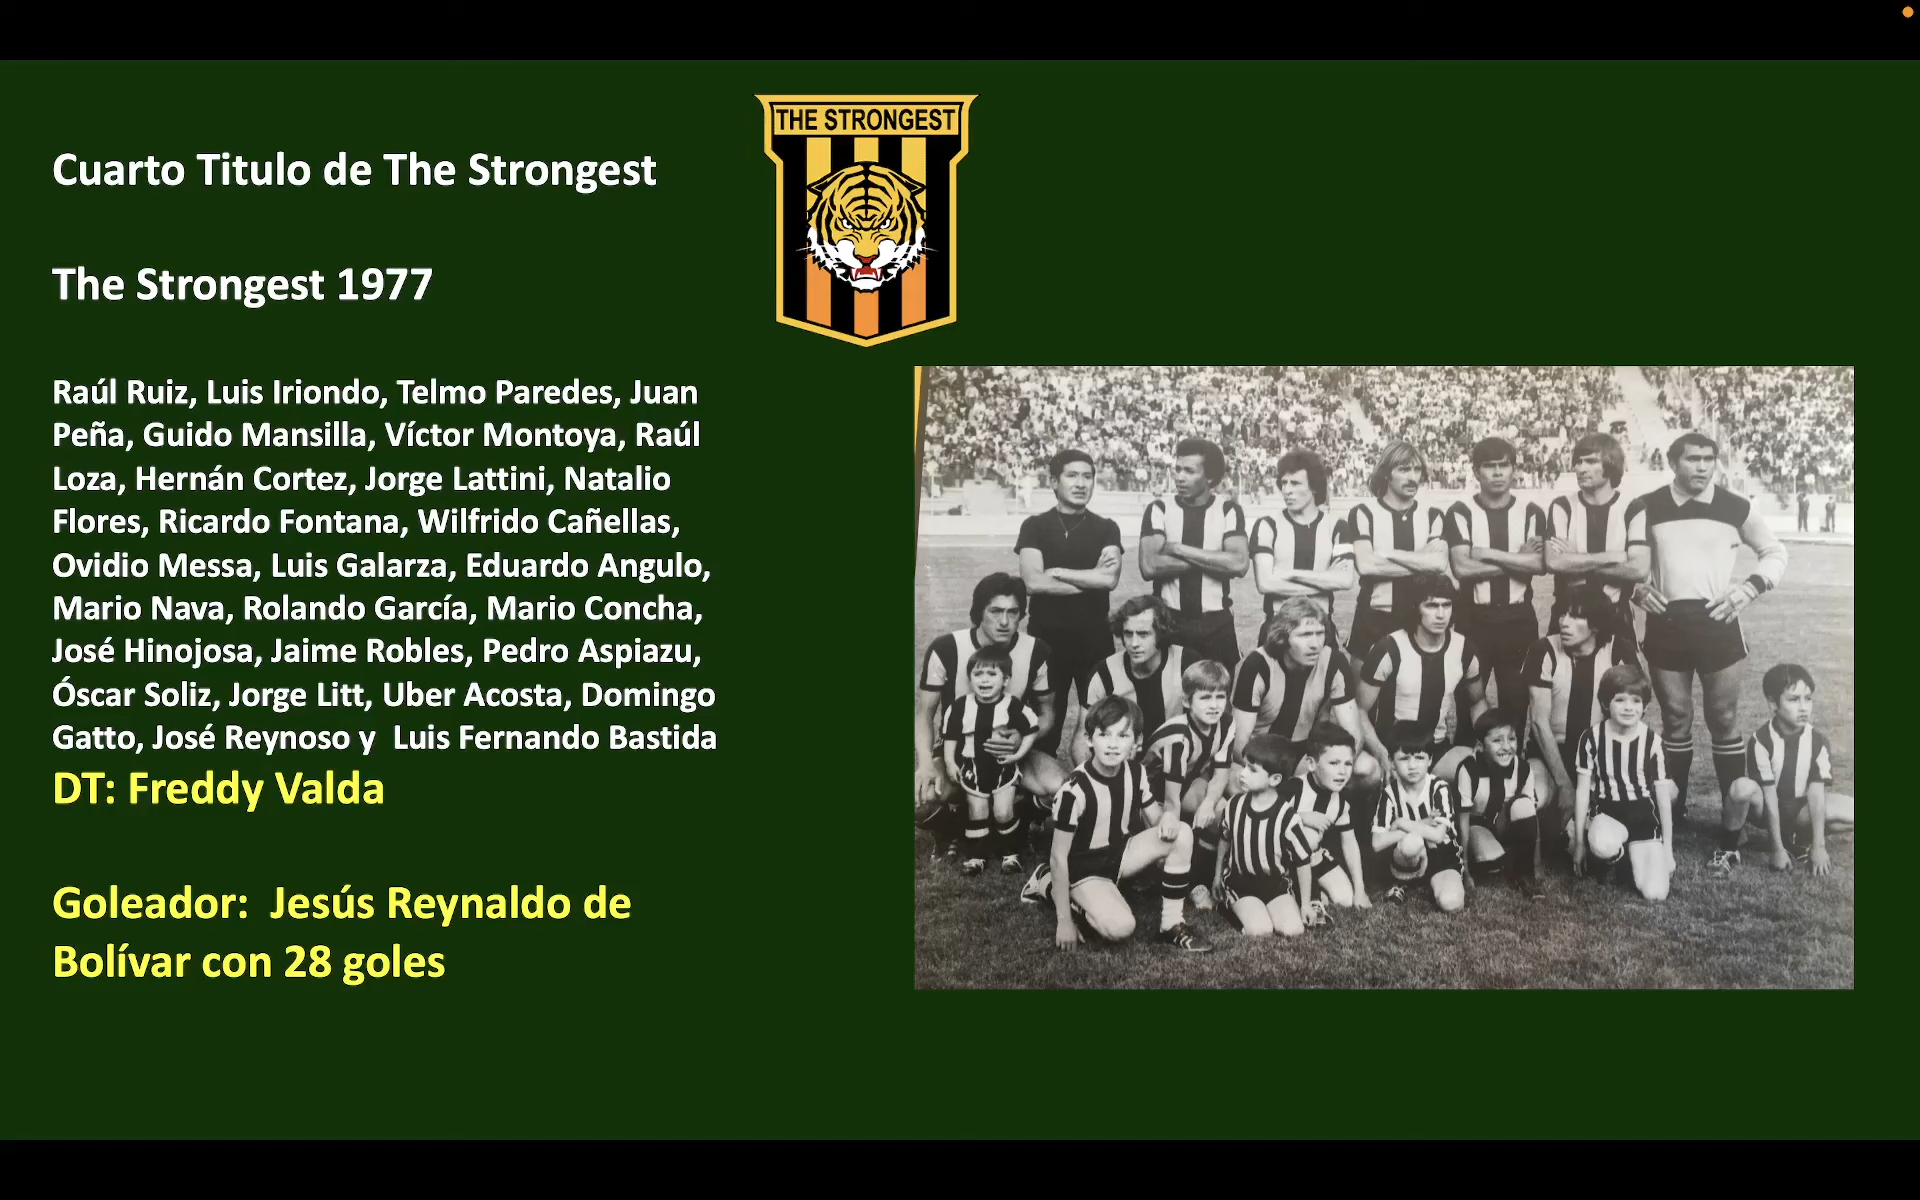 THE STRONGEST
Cuarto Titulo de The Strongest
The Strongest 1977
Raúl Ruiz, Luis Iriondo, Telmo Paredes, Juan
Peña, Guido Mansilla, Víctor Montoya, Raúl
Loza, Hernán Cortez, Jorge Lattini, Natalio
Flores, Ricardo Fontana, Wilfrido Cañellas,
Ovidio Messa, Luis Galarza, Eduardo Angulo,
Mario Nava, Rolando García, Mario Concha,
José Hinojosa, Jaime Robles, Pedro Aspiazu,
Óscar Soliz, Jorge Litt, Uber Acosta, Domingo
Gatto, José Reynoso y  Luis Fernando Bastida
DT: Freddy Valda
Goleador:  Jesús Reynaldo de
Bolívar con 28 goles